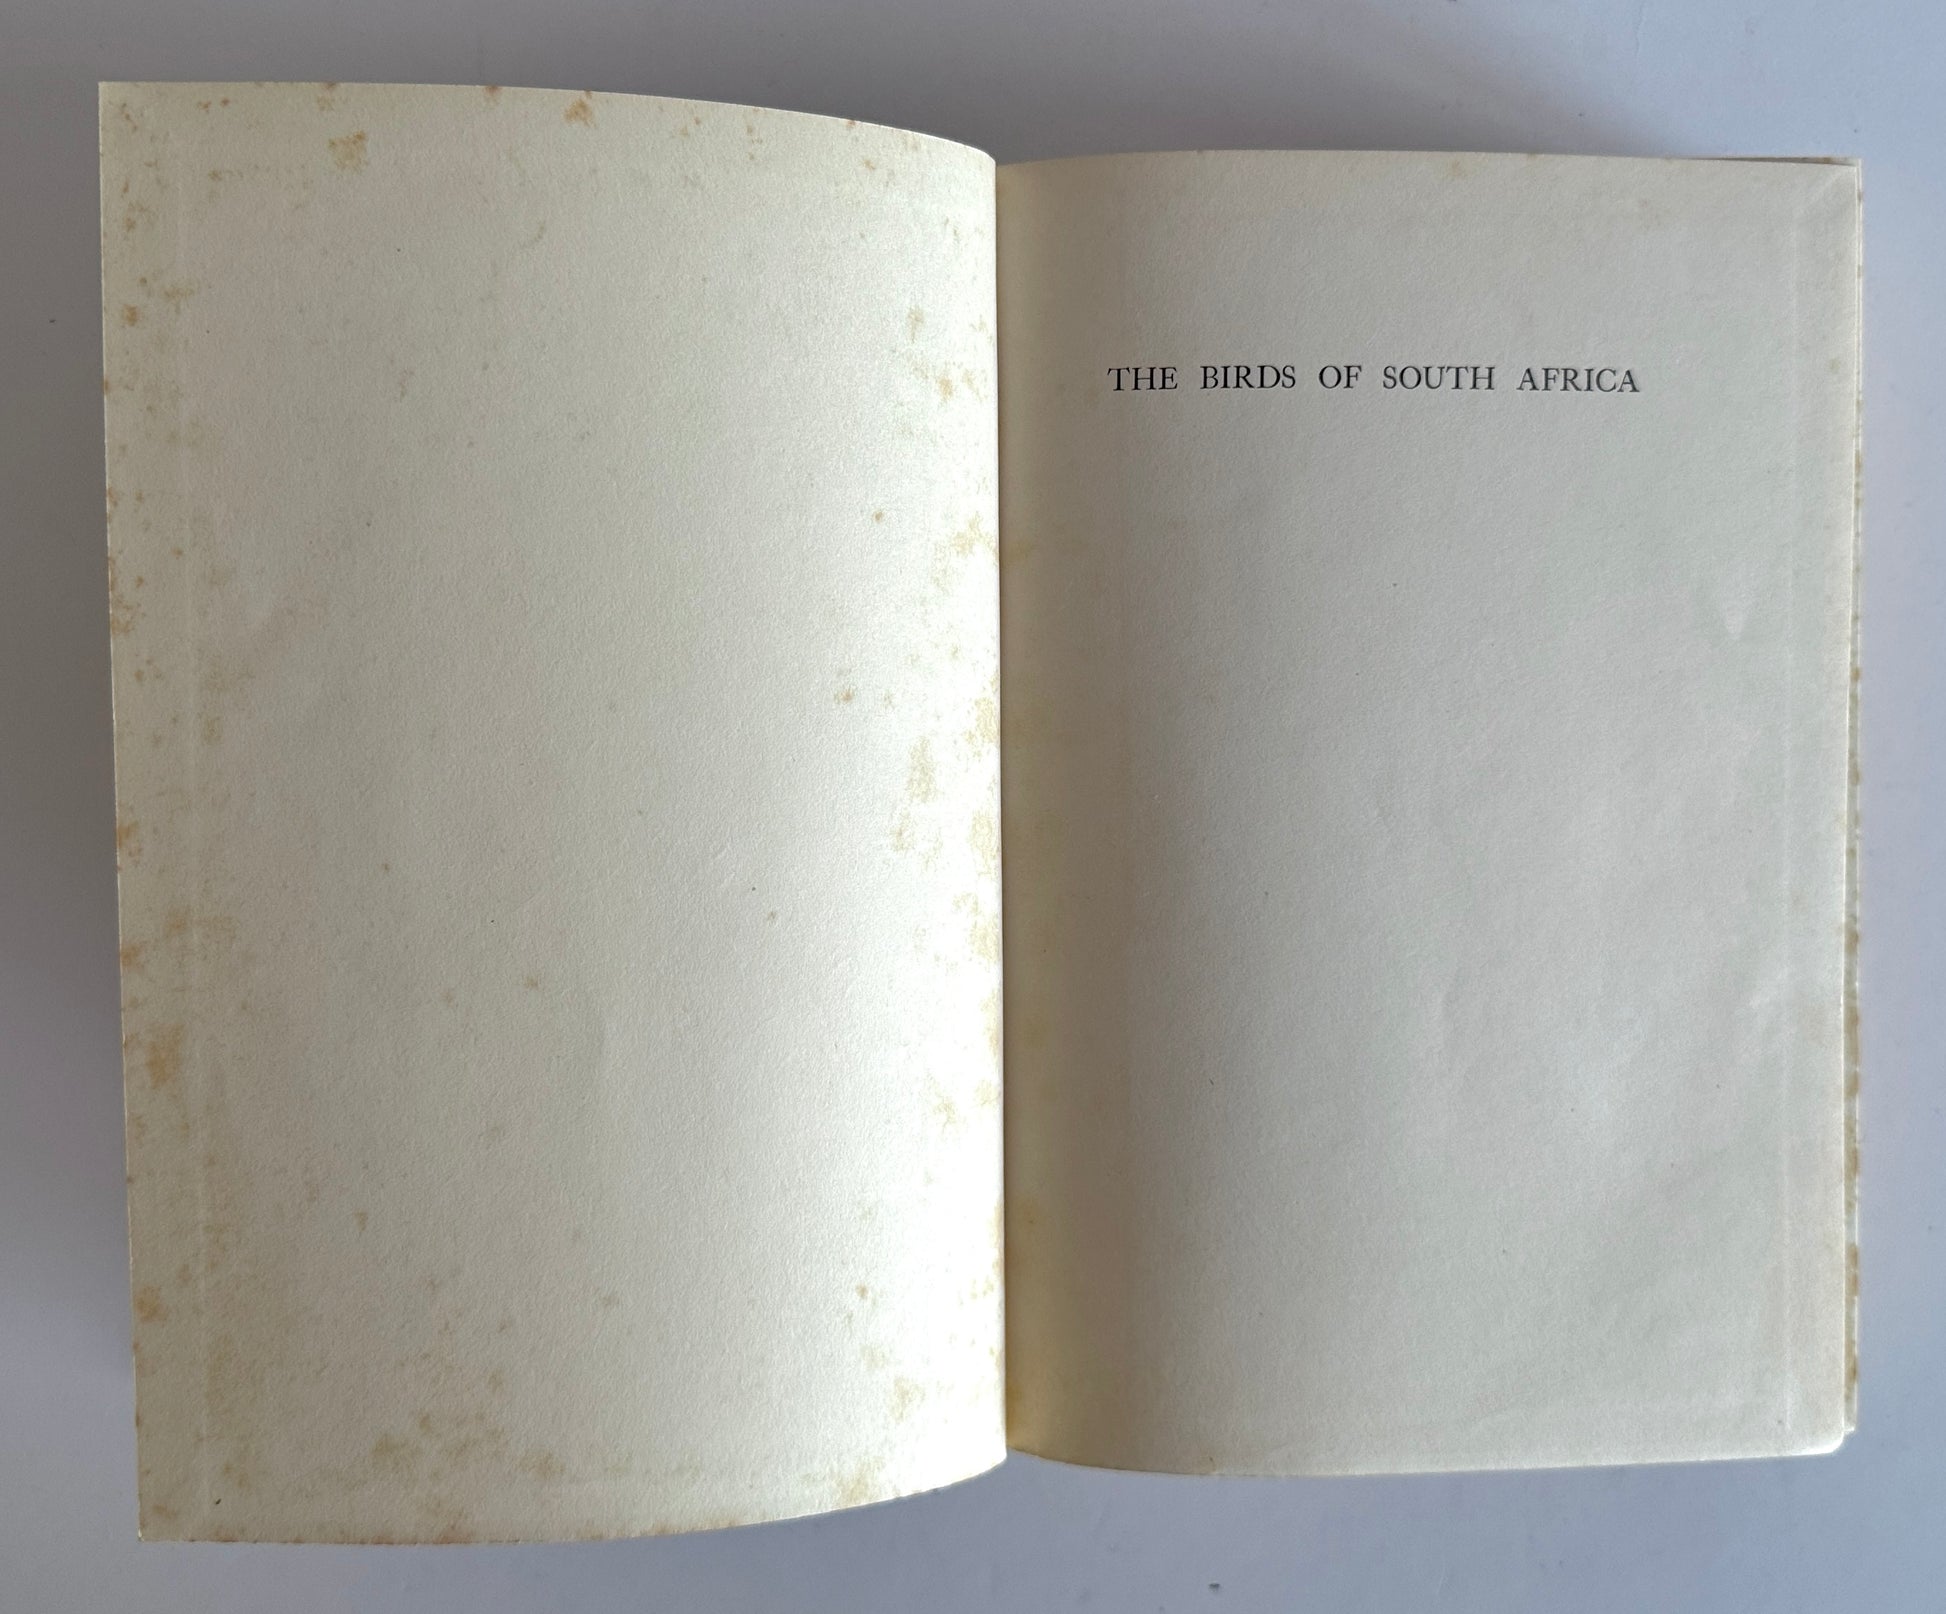 THE BIRDS OF SOUTH AFRICA